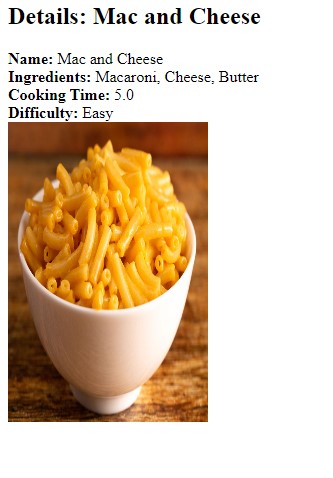 Details: Mac and Cheese
Name: Mac and Cheese
Ingredients: Macaroni, Cheese, Butter
Cooking Time: 5.0
Difficulty: Easy